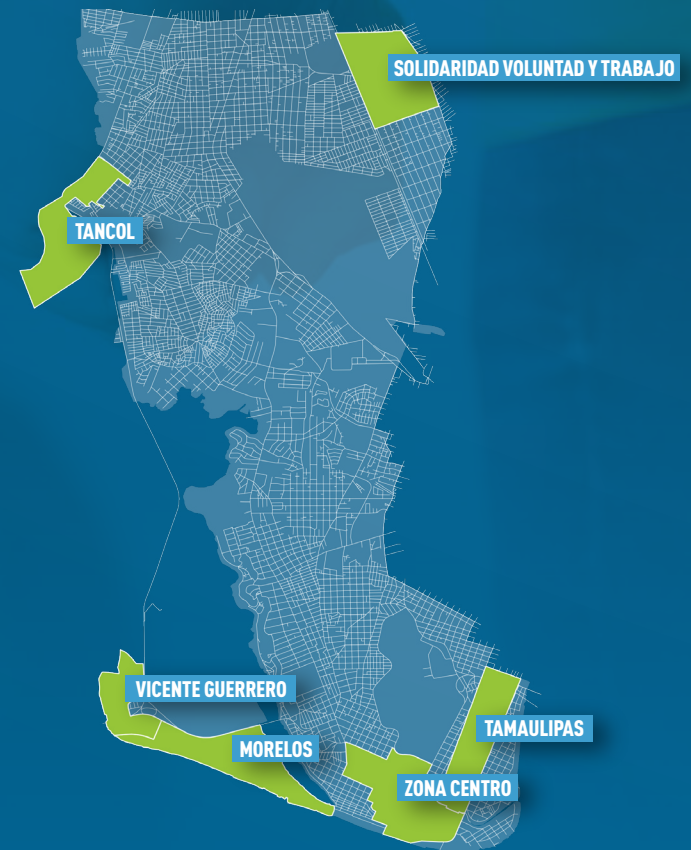 SOLIDARIDAD VOLUNTAD Y TRABAJO
TANCOL
VICENTE GUERRERO
TAMAULIPAS
MORELOS
ZONA CENTRO